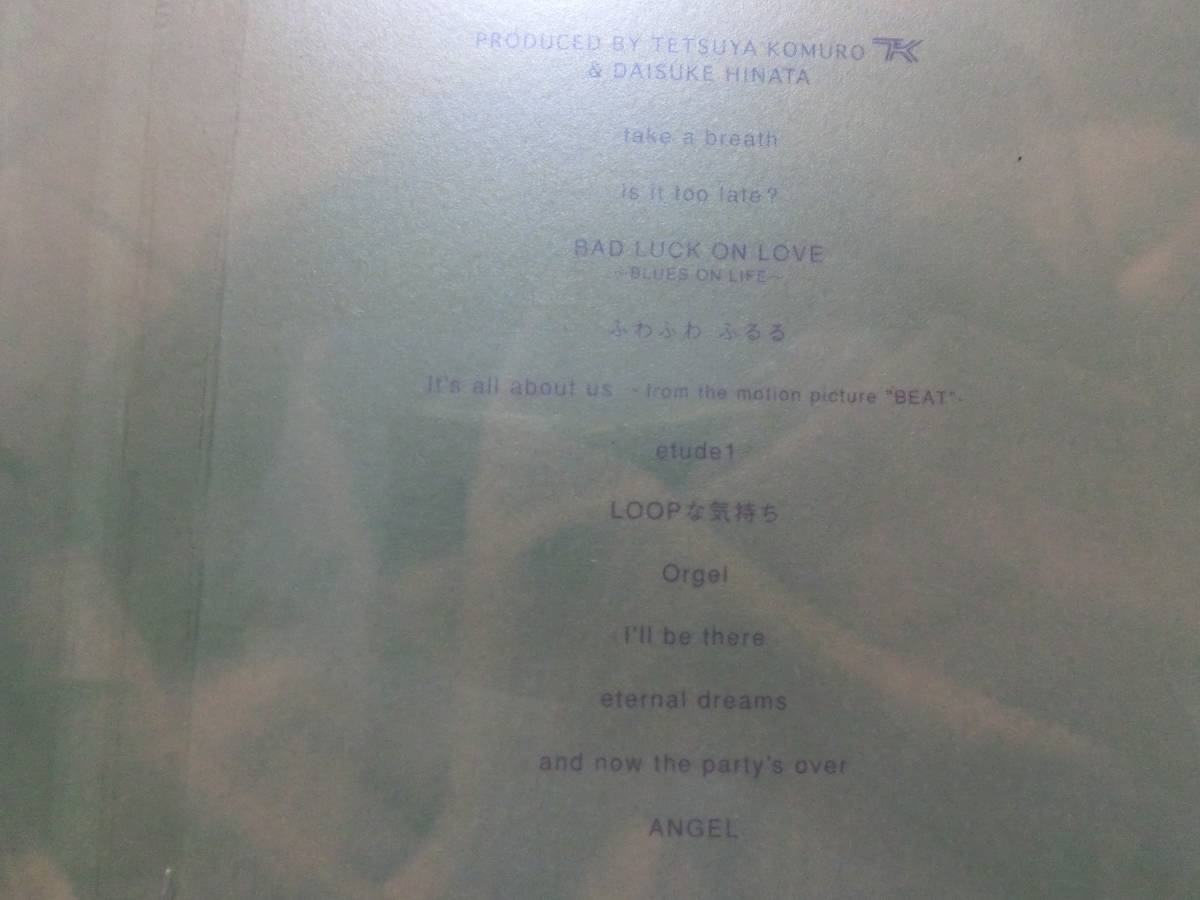 PRODUCED BY TETSUYA KOMURO TK
& DAISUKE HINATA
take a breath
is it too late?
BAD LUCK ON LOVE
~BLUES ON LIFE~
ふわふわ ふるる
It's all about us -from the motion picture "BEAT"-
etude1
LOOPな気持ち
Orgel
I'll be there
eternal dreams
and now the party's over
ANGEL